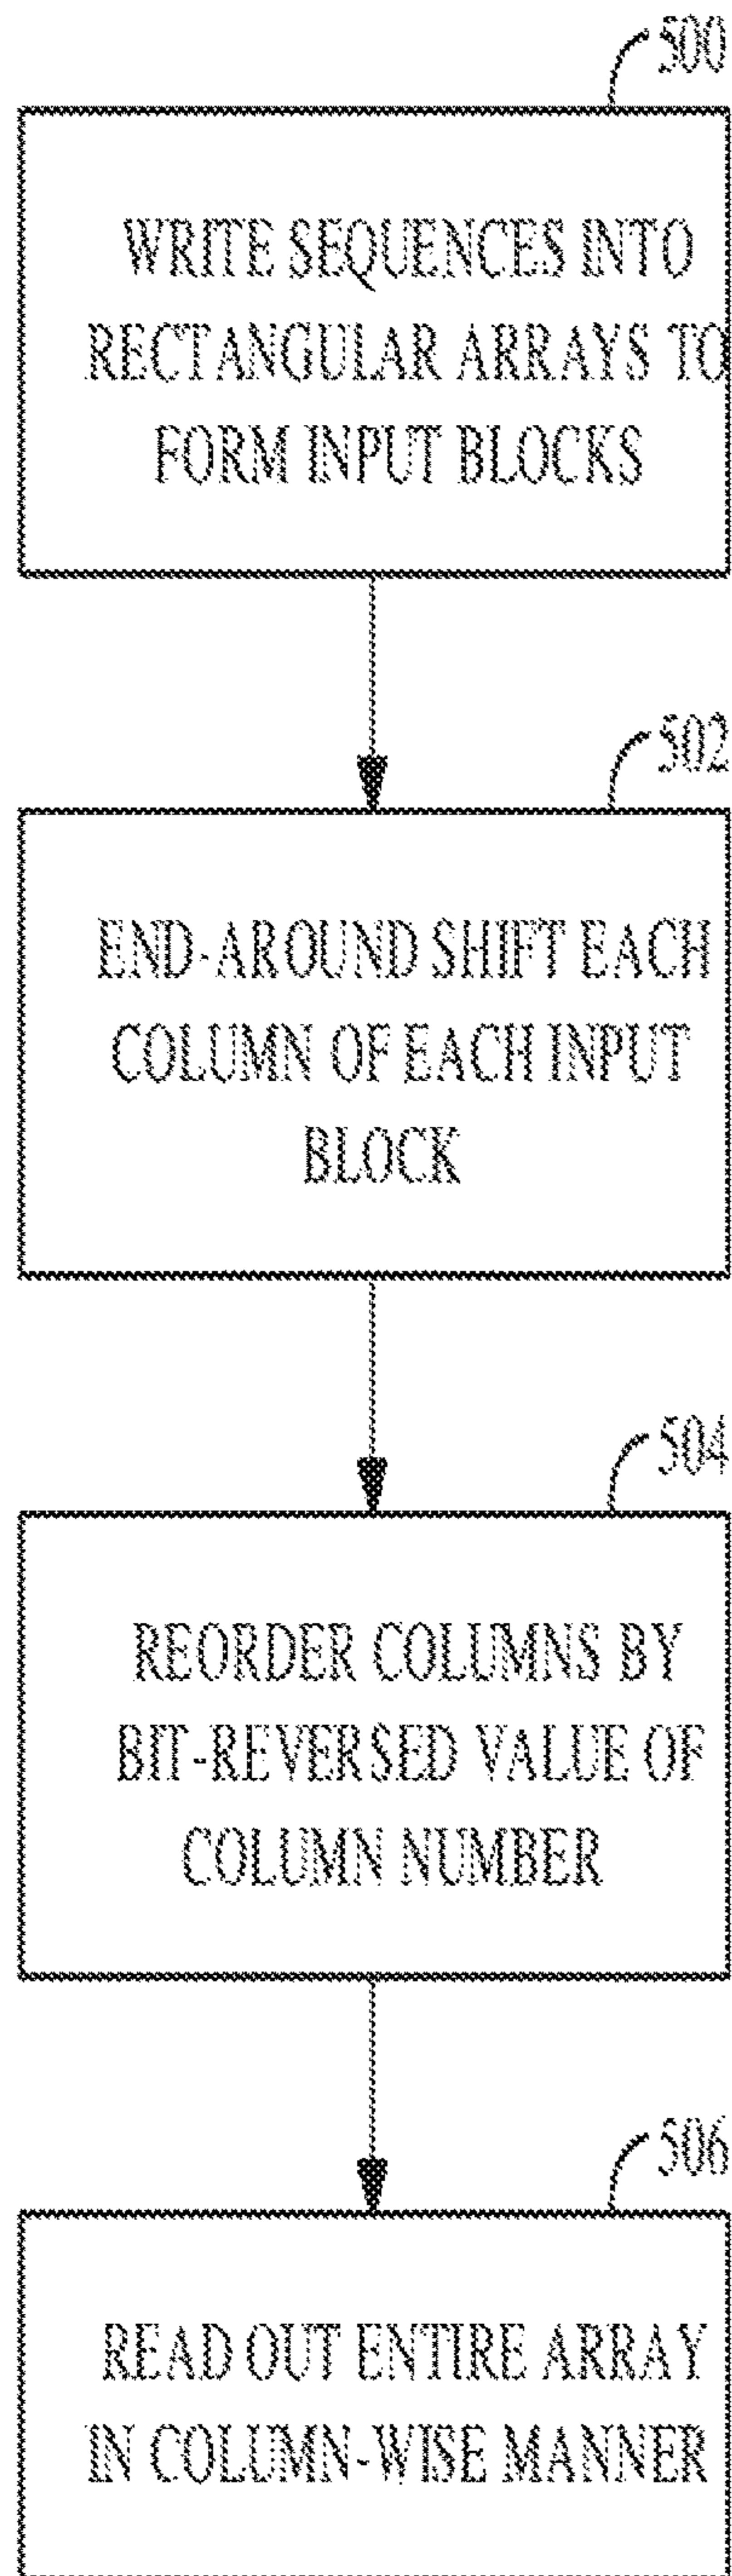 500
WRITE SEQUENCES INTO
RECTANGULAR ARRAYS TO
FORM INPUT BLOCKS
502
END-AROUND SHIFT EACH
COLUMN OF EACH INPUT
BLOCK
504
REORDER COLUMNS BY
BIT-REVERSED VALUE OF
COLUMN NUMBER
506
READ OUT ENTIRE ARRAY
IN COLUMN-WISE MANNER